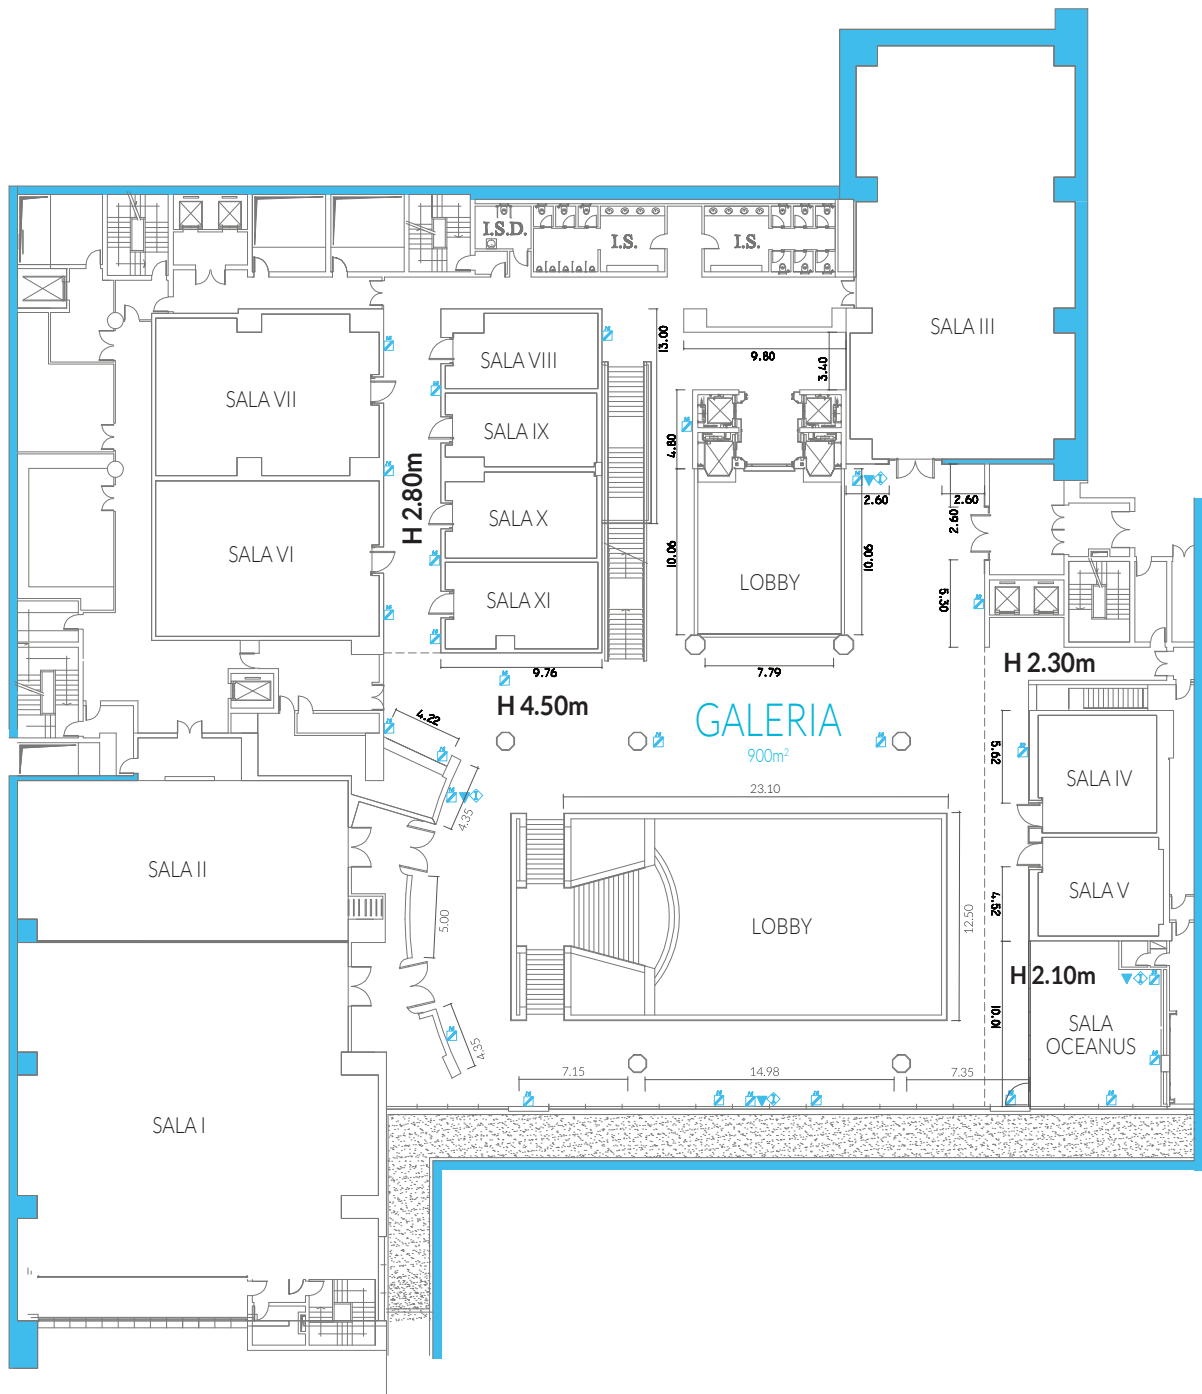 I.S.D.
I.S.
I.S.
SALA III
13.00
9.80
3.40
SALA VIII
SALA VII
SALA IX
4.80
H 2.80m
2.60
2.60
2.60
SALA X
SALA VI
10.06
10.06
LOBBY
SALA XI
5.30
9.76
7.79
H 2.30m
H 4.50m
4.22
GALERIA
900m²
5.62
SALA IV
23.10
4.35
SALA II
SALA V
4.52
5.00
LOBBY
12.50
H 2.10m
10.01
SALA
OCEANUS
4.35
7.15
14.98
7.35
SALA I